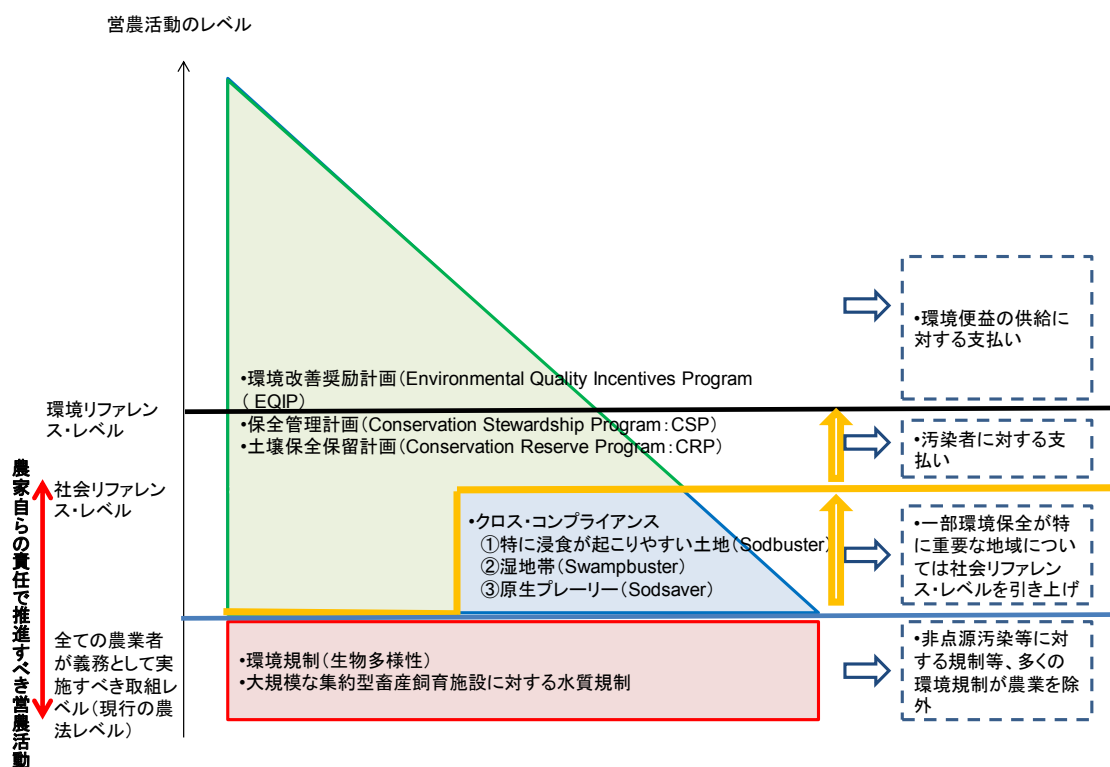 営農活動のレベル
•環境便益の供給に
対する支払い
•環境改善奨励計画(Environmental Quality Incentives Program
( EQIP)
•保全管理計画(Conservation Stewardship Program:CSP)
•土壌保全保留計画(Conservation Reserve Program:CRP)
環境リファレン
ス・レベル
•汚染者に対する支
払い
社会リファレン
ス・レベル
農家自らの責任で推進すべき営農活動
•クロス・コンプライアンス
①特に浸食が起こりやすい土地(Sodbuster)
②湿地帯(Swampbuster)
③原生プレーリー(Sodsaver)
•一部環境保全が特
に重要な地域につい
ては社会リファレン
ス・レベルを引き上げ
全ての農業者
が義務として実
施すべき取組レ
ベル(現行の農
法レベル)
•環境規制(生物多様性)
•大規模な集約型畜産飼育施設に対する水質規制
•非点源汚染等に対
する規制等、多くの
環境規制が農業を除
外